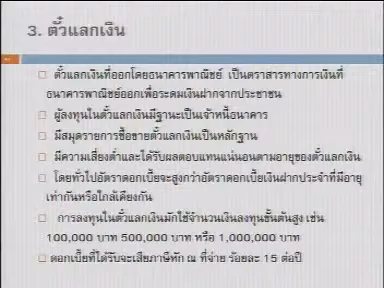 3. ตั๋วแลกเงิน
ตั๋วแลกเงินที่ออกโดยธนาคารพาณิชย์ เป็นตราสารทางการเงินที่
ธนาคารพาณิชย์ออกเพื่อระดมเงินฝากจากประชาชน
ผู้ลงทุนในตั๋วแลกเงินมีฐานะเป็นเจ้าหนี้ธนาคาร
มีสมุดรายการซื้อขายตั๋วแลกเงินเป็นหลักฐาน
มีความเสี่ยงต่ำและได้รับผลตอบแทนแน่นอนตามอายุของตั๋วแลกเงิน
โดยทั่วไปอัตราดอกเบี้ยจะสูงกว่าอัตราดอกเบี้ยเงินฝากประจำที่มีอายุ
เท่ากันหรือใกล้เคียงกัน
การลงทุนในตั๋วแลกเงินมักใช้จำนวนเงินลงทุนขั้นต้นสูง เช่น
100,000 บาท 500,000 บาท หรือ 1,000,000 บาท
ดอกเบี้ยที่ได้รับจะเสียภาษีหัก ณ ที่จ่าย ร้อยละ 15 ต่อปี